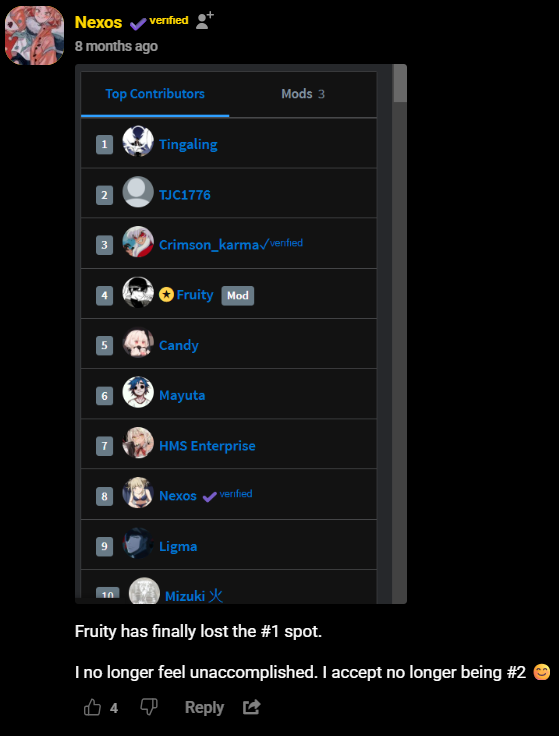 Nexos ✔ verified
8 months ago
Top Contributors Mods 3
1 Tingaling
2 TJC1776
3 Crimson_karma✓verified
4 Fruity Mod
5 Candy
6 Mayuta
7 HMS Enterprise
8 Nexos ✔ verified
9 Ligma
10 Mizuki 火
Fruity has finally lost the #1 spot.
I no longer feel unaccomplished. I accept no longer being #2 😊
4 Reply